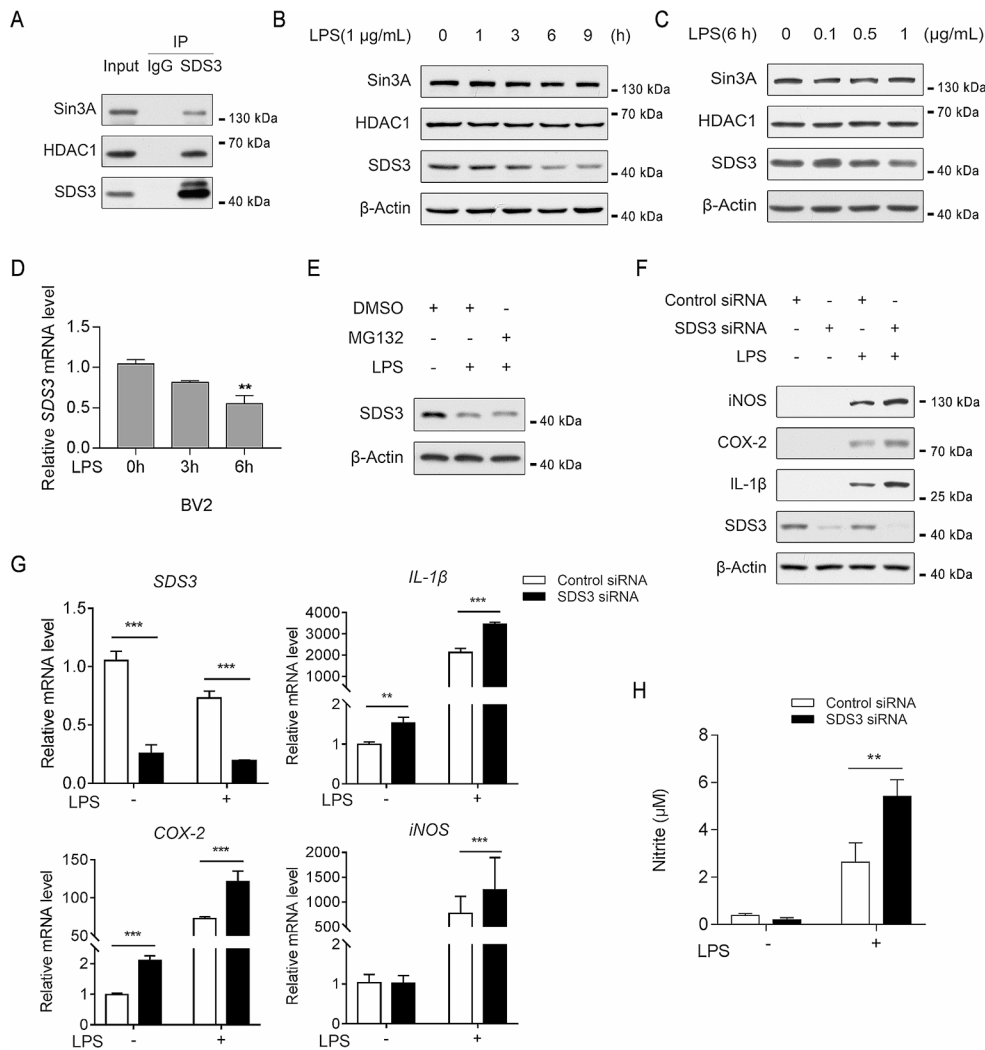 A
IP
Input IgG SDS3
Sin3A
130 kDa
HDAC1
70 kDa
SDS3
40 kDa
B
LPS(1 μg/mL) 0 1 3 6 9 (h)
Sin3A
130 kDa
HDAC1
70 kDa
SDS3
40 kDa
β-Actin
40 kDa
C
LPS(6 h) 0 0.1 0.5 1 (μg/mL)
Sin3A
130 kDa
HDAC1
70 kDa
SDS3
40 kDa
β-Actin
40 kDa
D
Relative SDS3 mRNA level
1.5
1.0
0.5
0.0
**
LPS 0h 3h 6h
BV2
E
DMSO + + -
MG132 - - +
LPS - + +
SDS3
40 kDa
β-Actin
40 kDa
F
Control siRNA + - + -
SDS3 siRNA - + - +
LPS - - + +
iNOS
130 kDa
COX-2
70 kDa
IL-1β
25 kDa
SDS3
40 kDa
β-Actin
40 kDa
G
SDS3
Relative mRNA level
1.5
1.0
0.5
0.0
***
***
LPS - +
IL-1β
Control siRNA
SDS3 siRNA
Relative mRNA level
4000
3000
2000
1000
2
1
0
**
***
LPS - +
COX-2
Relative mRNA level
150
100
50
2
1
0
***
***
LPS - +
iNOS
Relative mRNA level
2000
1500
1000
500
2
1
0
***
LPS - +
H
Control siRNA
SDS3 siRNA
Nitrite (μM)
8
6
4
2
0
**
LPS - +